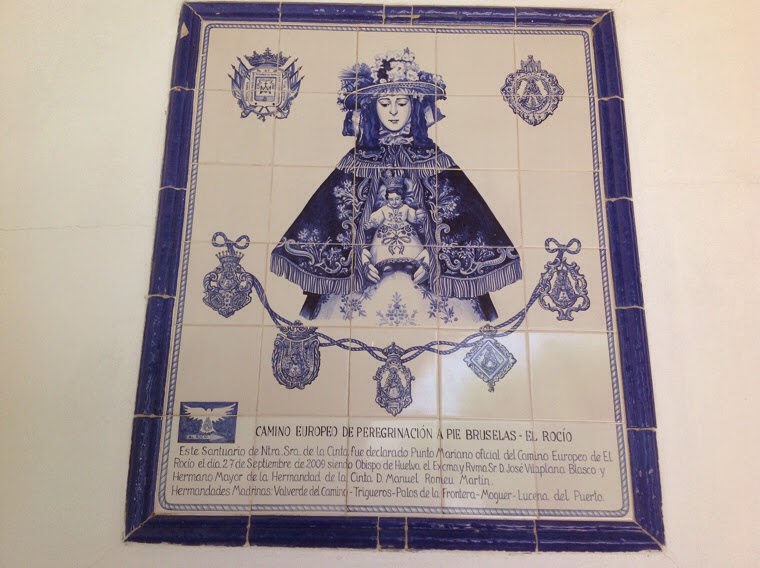 EL ROCÍO
CAMINO EUROPEO DE PEREGRINACIÓN A PIE BRUSELAS - EL ROCÍO
Este Santuario de Ntra. Sra. de la Cinta fue declarado Punto Mariano oficial del Camino Europeo de El
Rocío el día 27 de Septiembre de 2009 siendo Obispo de Huelva el Excmo. y Rvmo. Sr. D. José Vilaplana Blasco y
Hermano Mayor de la Hermandad de la Cinta D. Manuel Romeu Martín.
Hermandades Madrinas: Valverde del Camino - Trigueros - Palos de la Frontera - Moguer - Lucena del Puerto.